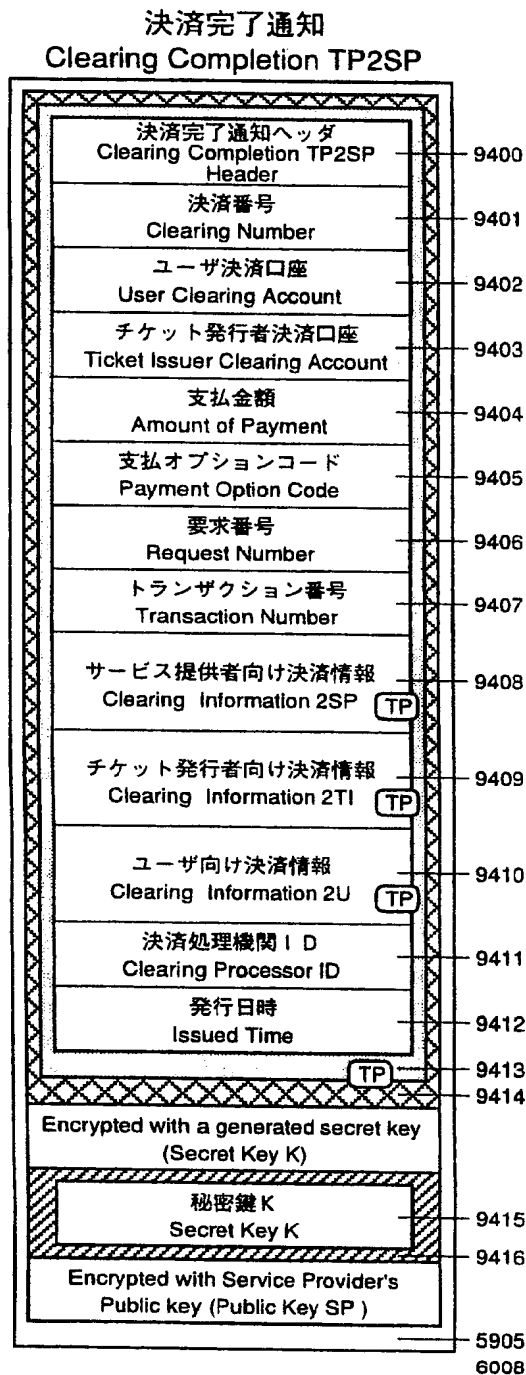 決済完了通知
Clearing Completion TP2SP
決済完了通知ヘッダ
Clearing Completion TP2SP
Header
9400
決済番号
Clearing Number
9401
ユーザ決済口座
User Clearing Account
9402
チケット発行者決済口座
Ticket Issuer Clearing Account
9403
支払金額
Amount of Payment
9404
支払オプションコード
Payment Option Code
9405
要求番号
Request Number
9406
トランザクション番号
Transaction Number
9407
サービス提供者向け決済情報
Clearing Information 2SP
TP
9408
チケット発行者向け決済情報
Clearing Information 2TI
TP
9409
ユーザ向け決済情報
Clearing Information 2U
TP
9410
決済処理機関ID
Clearing Processor ID
9411
発行日時
Issued Time
9412
TP
9413
9414
Encrypted with a generated secret key
(Secret Key K)
秘密鍵K
Secret Key K
9415
9416
Encrypted with Service Provider's
Public key (Public Key SP )
5905
6008